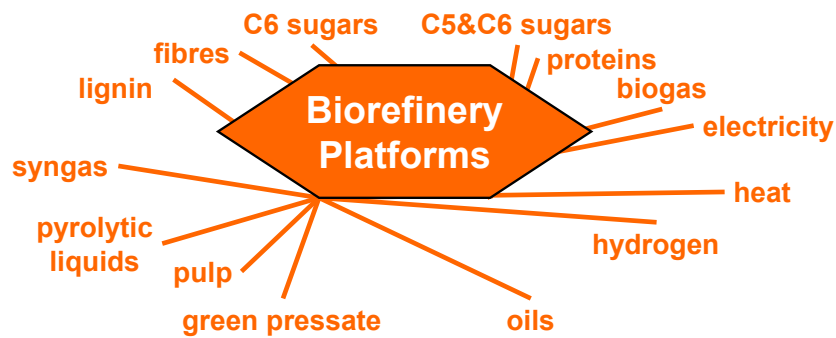 C6 sugars
C5&C6 sugars
fibres
proteins
lignin
biogas
Biorefinery
Platforms
electricity
syngas
heat
pyrolytic
liquids
hydrogen
pulp
green pressate
oils